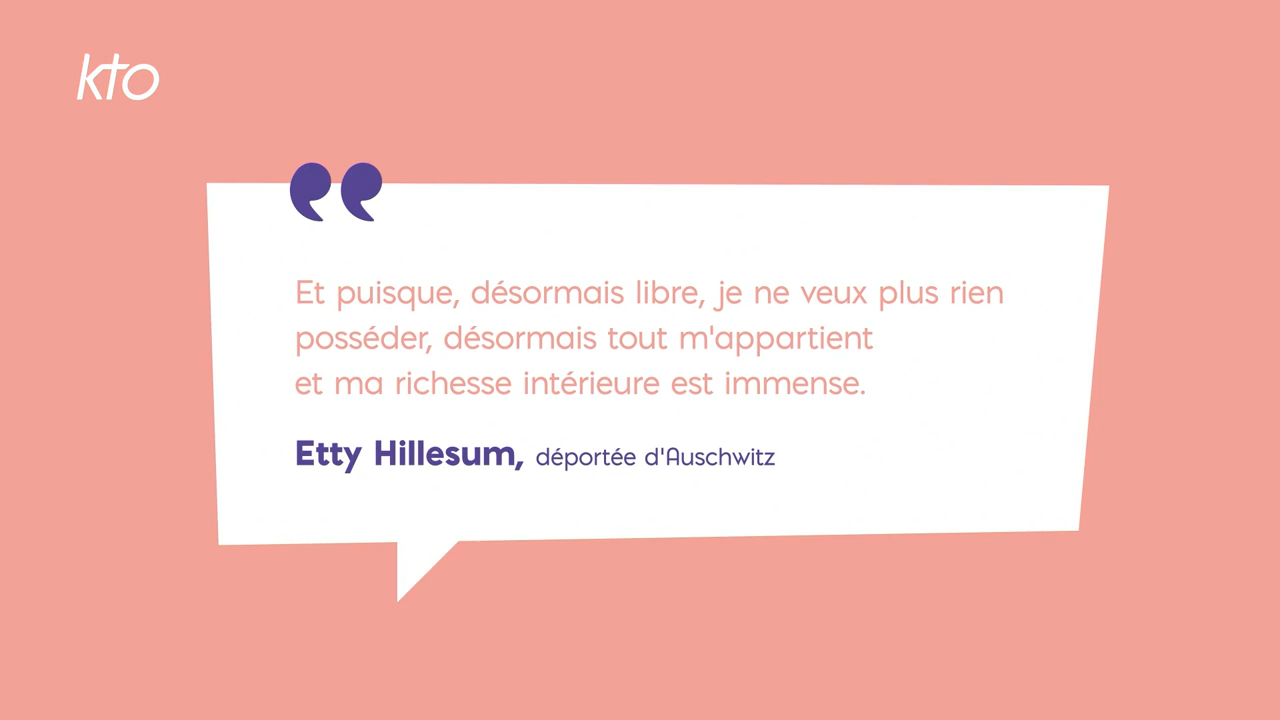 kto
Et puisque, désormais libre, je ne veux plus rien
posséder, désormais tout m'appartient
et ma richesse intérieure est immense.
Etty Hillesum, déportée d'Auschwitz